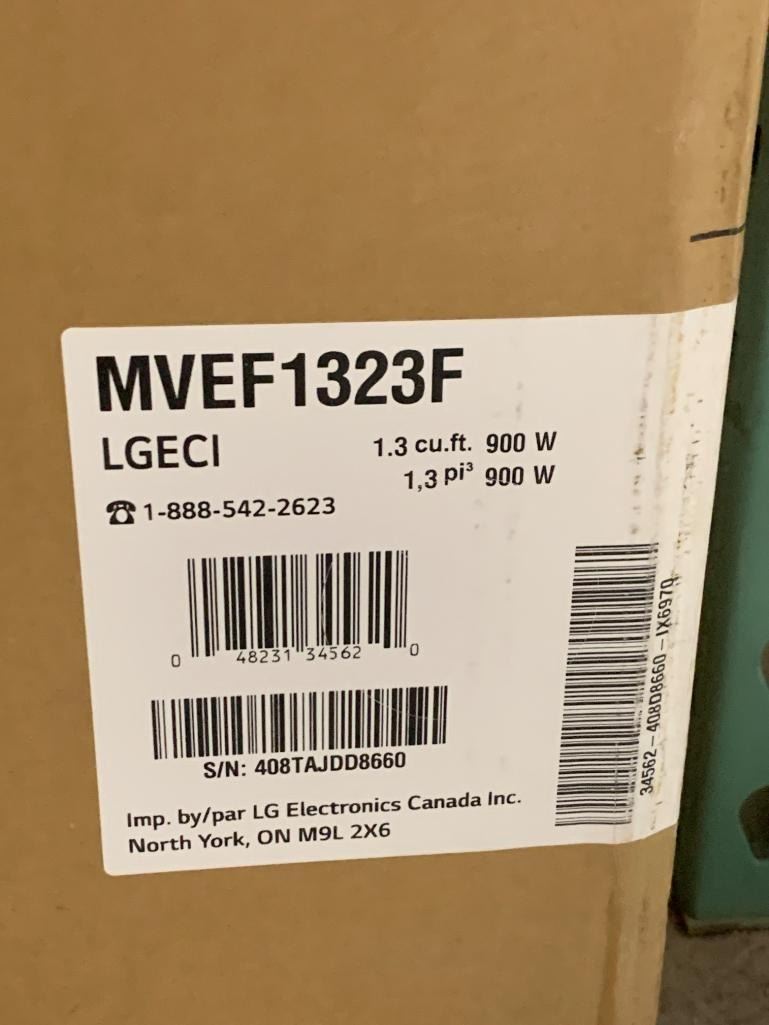 MVEF1323F
LGECI
1.3 cu.ft. 900 W
1,3 pi³ 900 W
☎ 1-888-542-2623
0 48231 34562 0
S/N: 408TAJDD8660
Imp. by/par LG Electronics Canada Inc.
North York, ON M9L 2X6
34562-408D8660-IX6970